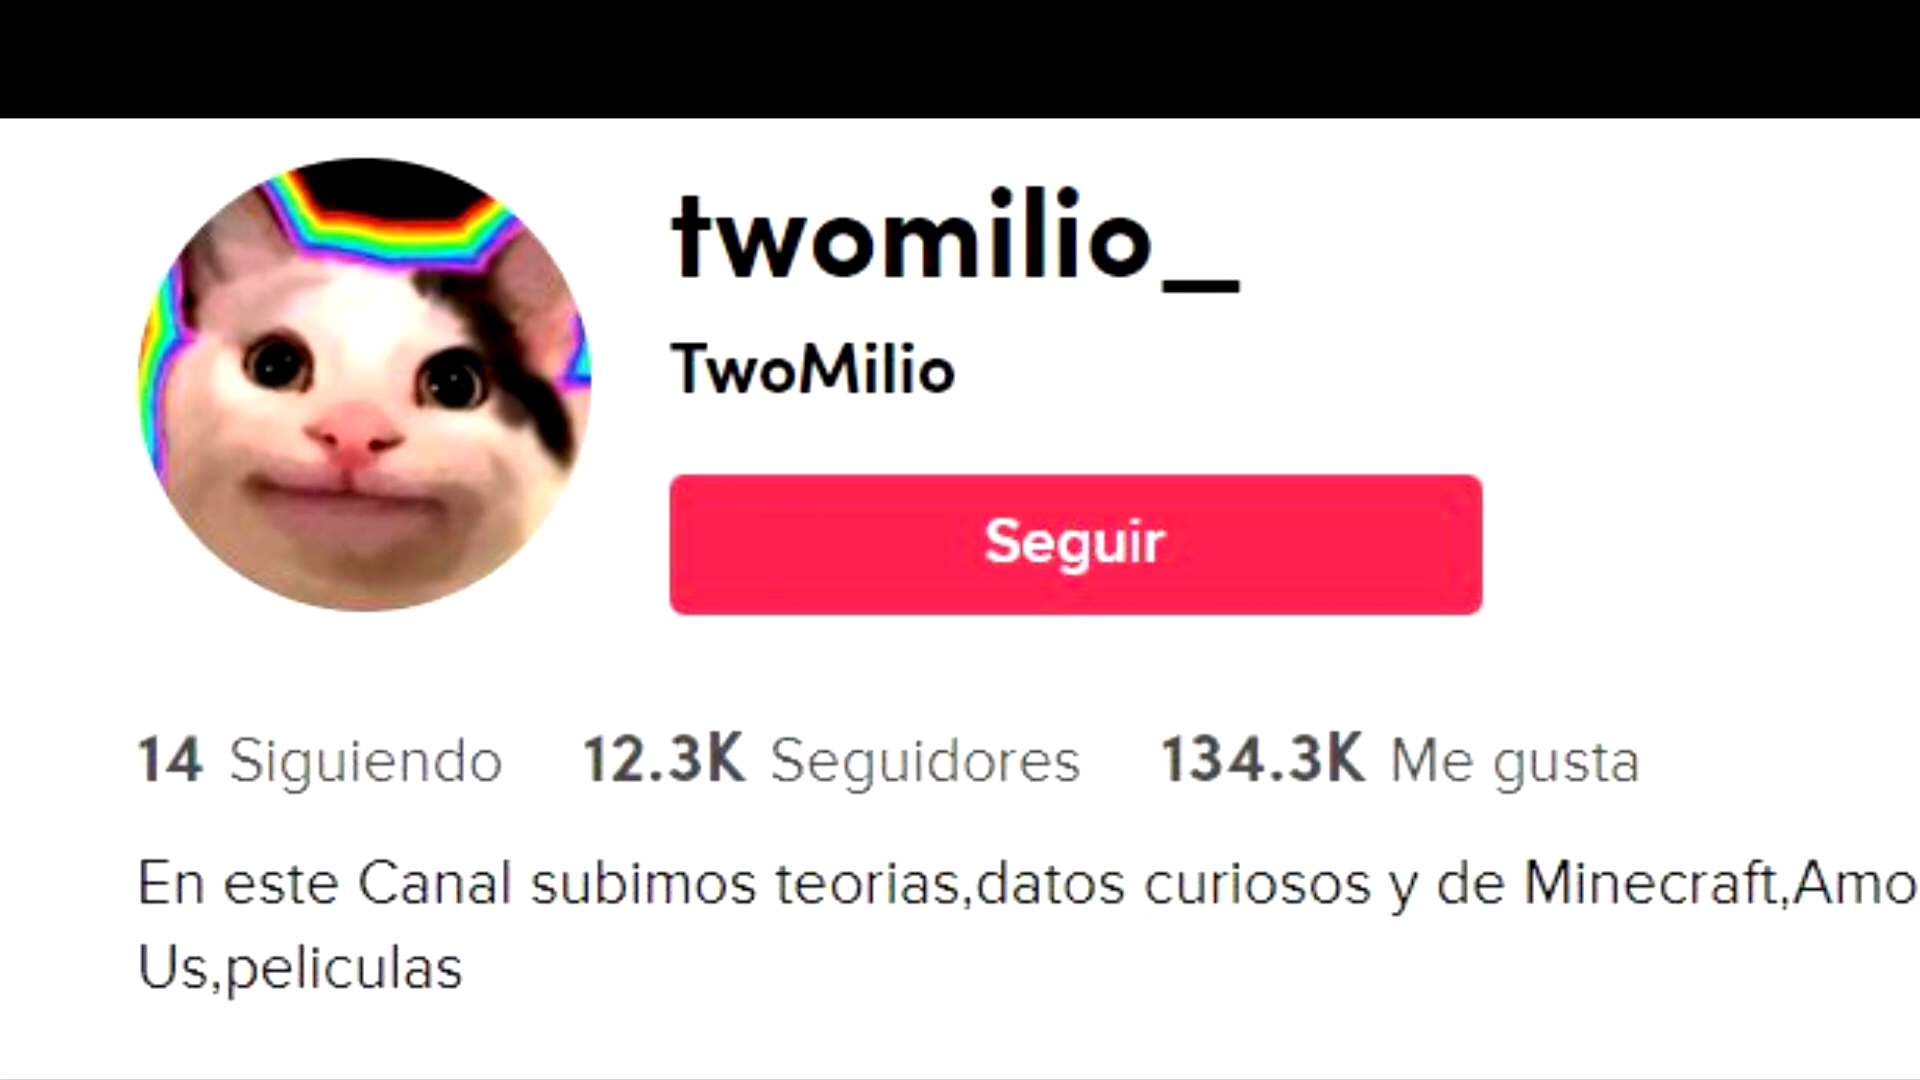 twomilio_
TwoMilio
Seguir
14 Siguiendo 12.3K Seguidores 134.3K Me gusta
En este Canal subimos teorias,datos curiosos y de Minecraft,Amo
Us,peliculas